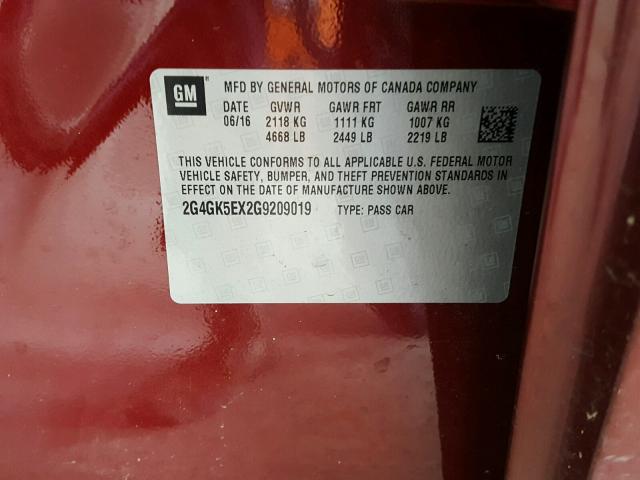 GM
MFD BY GENERAL MOTORS OF CANADA COMPANY
DATE GVWR GAWR FRT GAWR RR
06/16 2118 KG 1111 KG 1007 KG
4668 LB 2449 LB 2219 LB
THIS VEHICLE CONFORMS TO ALL APPLICABLE U.S. FEDERAL MOTOR
VEHICLE SAFETY, BUMPER, AND THEFT PREVENTION STANDARDS IN
EFFECT ON THE DATE OF MANUFACTURE SHOWN ABOVE.
2G4GK5EX2G9209019 TYPE: PASS CAR